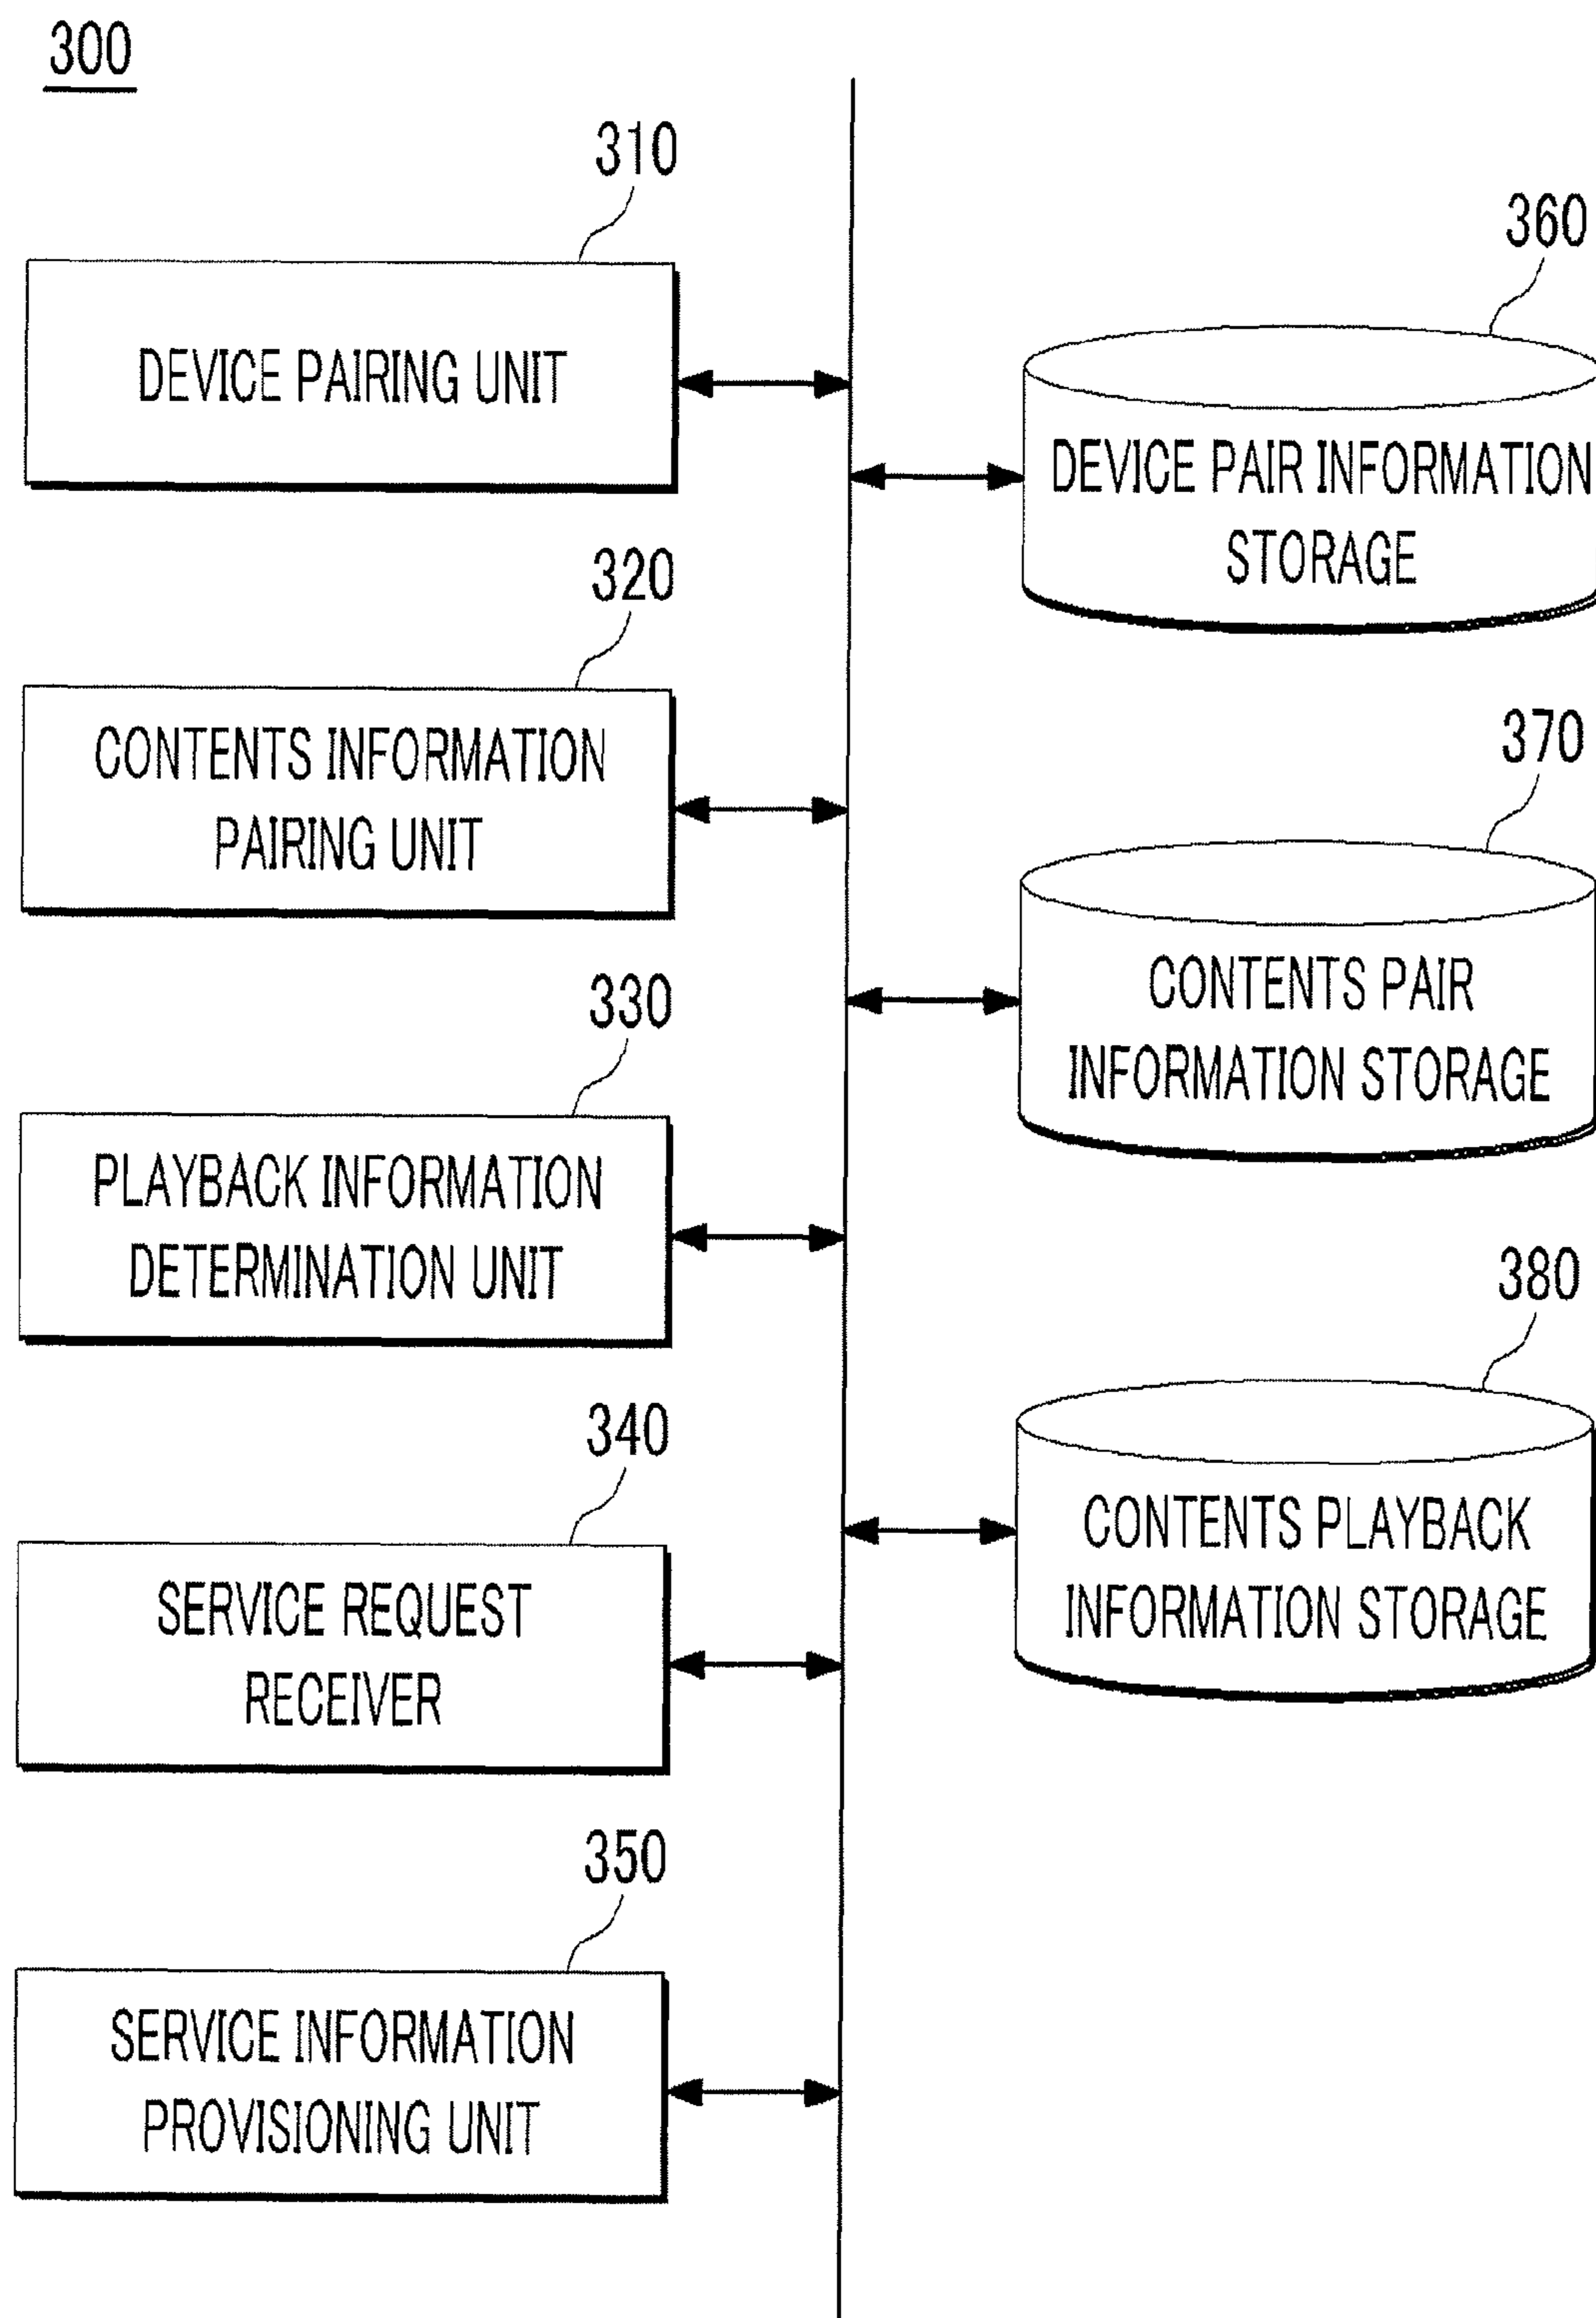 300
310
DEVICE PAIRING UNIT
320
CONTENTS INFORMATION
PAIRING UNIT
330
PLAYBACK INFORMATION
DETERMINATION UNIT
340
SERVICE REQUEST
RECEIVER
350
SERVICE INFORMATION
PROVISIONING UNIT
360
DEVICE PAIR INFORMATION
STORAGE
370
CONTENTS PAIR
INFORMATION STORAGE
380
CONTENTS PLAYBACK
INFORMATION STORAGE